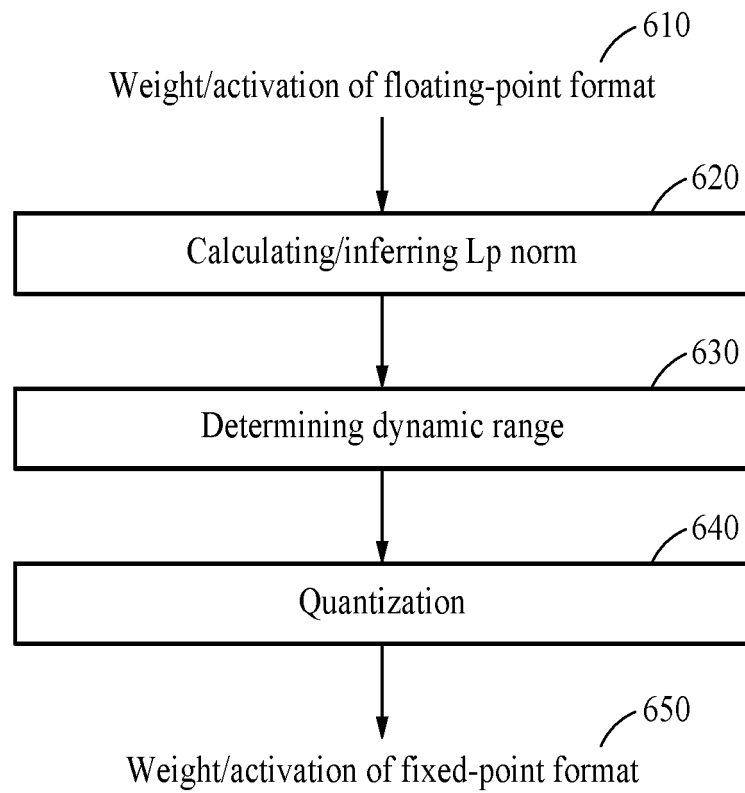 610
Weight/activation of floating-point format
620
Calculating/inferring Lp norm
630
Determining dynamic range
640
Quantization
650
Weight/activation of fixed-point format